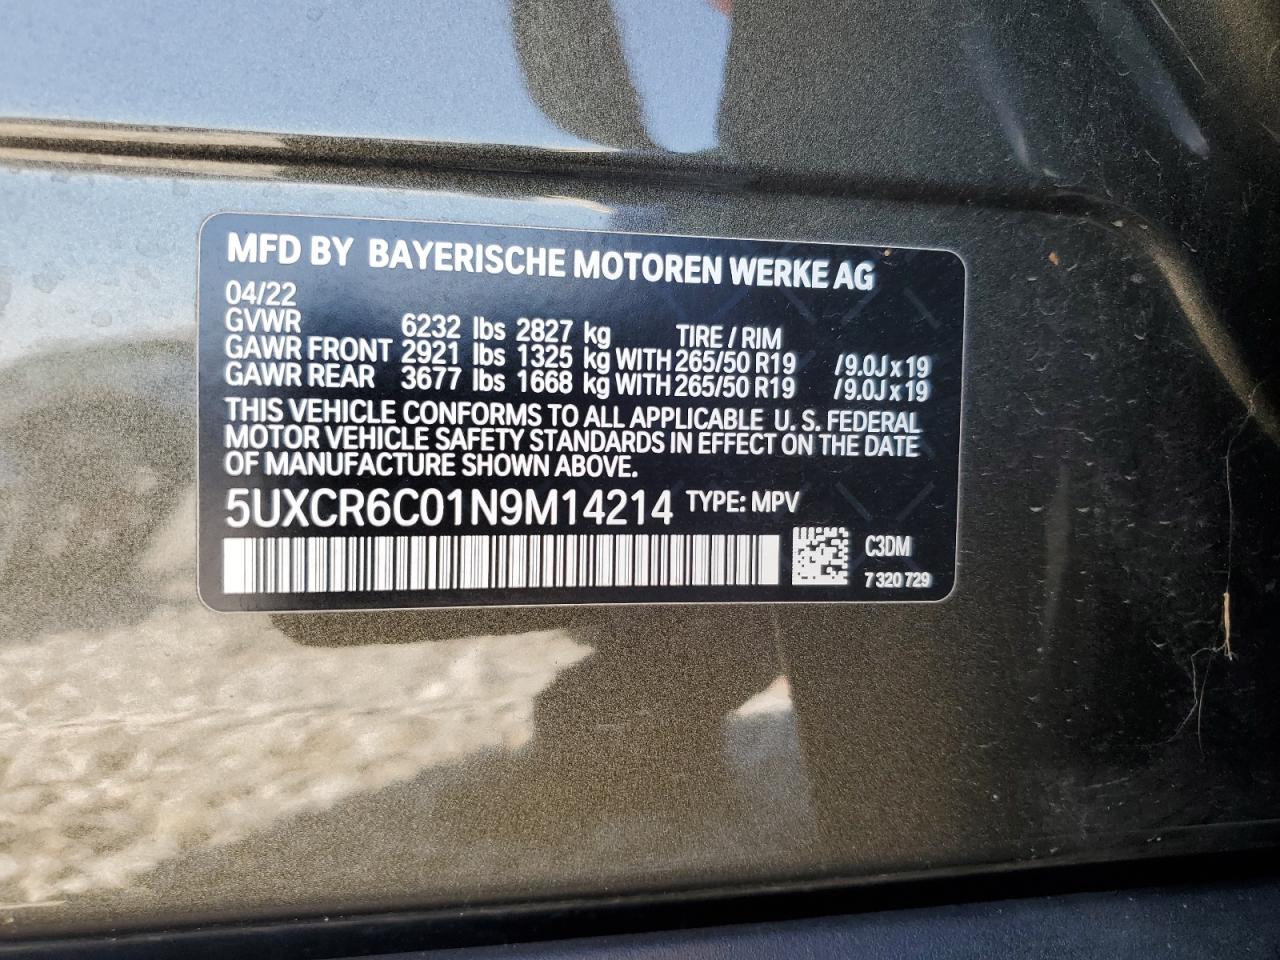 MFD BY BAYERISCHE MOTOREN WERKE AG
04/22
GVWR 6232 lbs 2827 kg TIRE / RIM
GAWR FRONT 2921 lbs 1325 kg WITH 265/50 R19 /9.0J x 19
GAWR REAR 3677 lbs 1668 kg WITH 265/50 R19 /9.0J x 19
THIS VEHICLE CONFORMS TO ALL APPLICABLE U. S. FEDERAL
MOTOR VEHICLE SAFETY STANDARDS IN EFFECT ON THE DATE
OF MANUFACTURE SHOWN ABOVE.
5UXCR6C01N9M14214 TYPE: MPV
C3DM
7 320 729